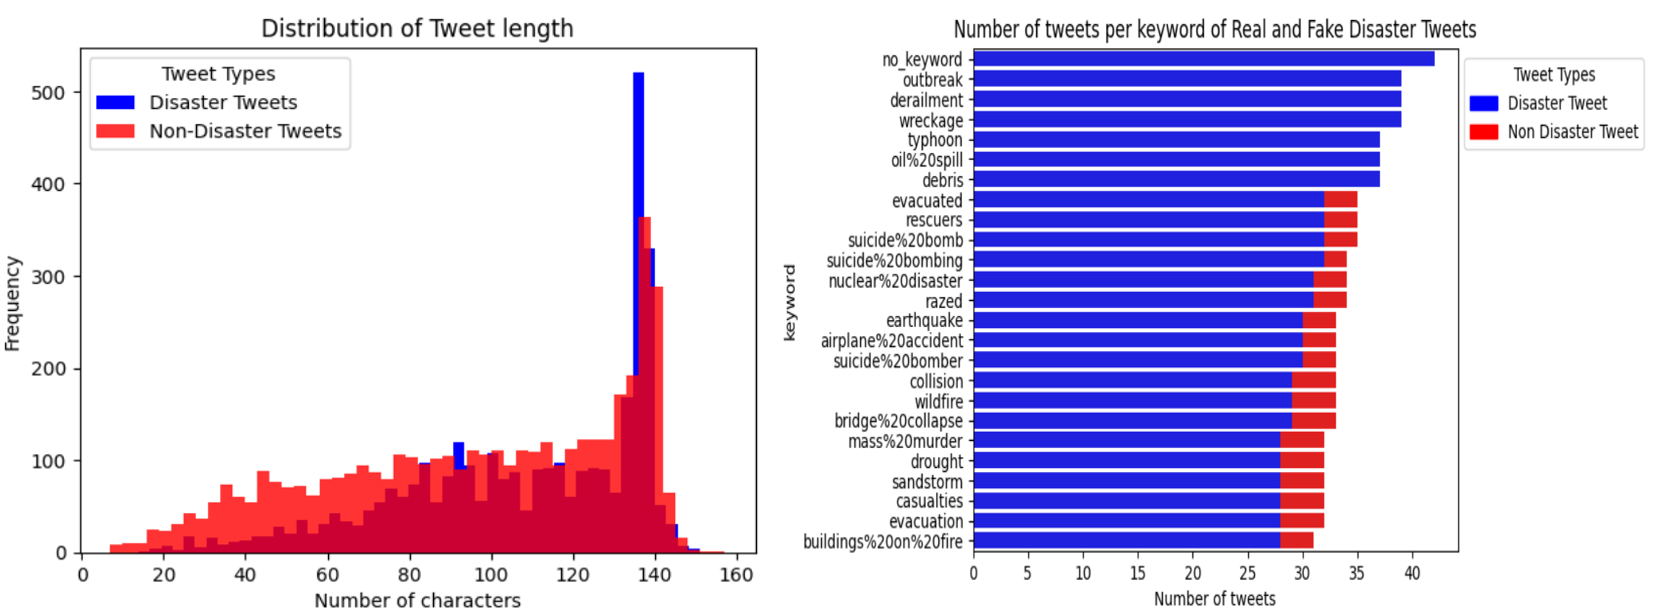 Distribution of Tweet length
Tweet Types
Disaster Tweets
Non-Disaster Tweets
Frequency
500
400
300
200
100
0
0 20 40 60 80 100 120 140 160
Number of characters
Number of tweets per keyword of Real and Fake Disaster Tweets
Tweet Types
Disaster Tweet
Non Disaster Tweet
keyword
no_keyword
outbreak
derailment
wreckage
typhoon
oil%20spill
debris
evacuated
rescuers
suicide%20bomb
suicide%20bombing
nuclear%20disaster
razed
earthquake
airplane%20accident
suicide%20bomber
collision
wildfire
bridge%20collapse
mass%20murder
drought
sandstorm
casualties
evacuation
buildings%20on%20fire
0 5 10 15 20 25 30 35 40
Number of tweets